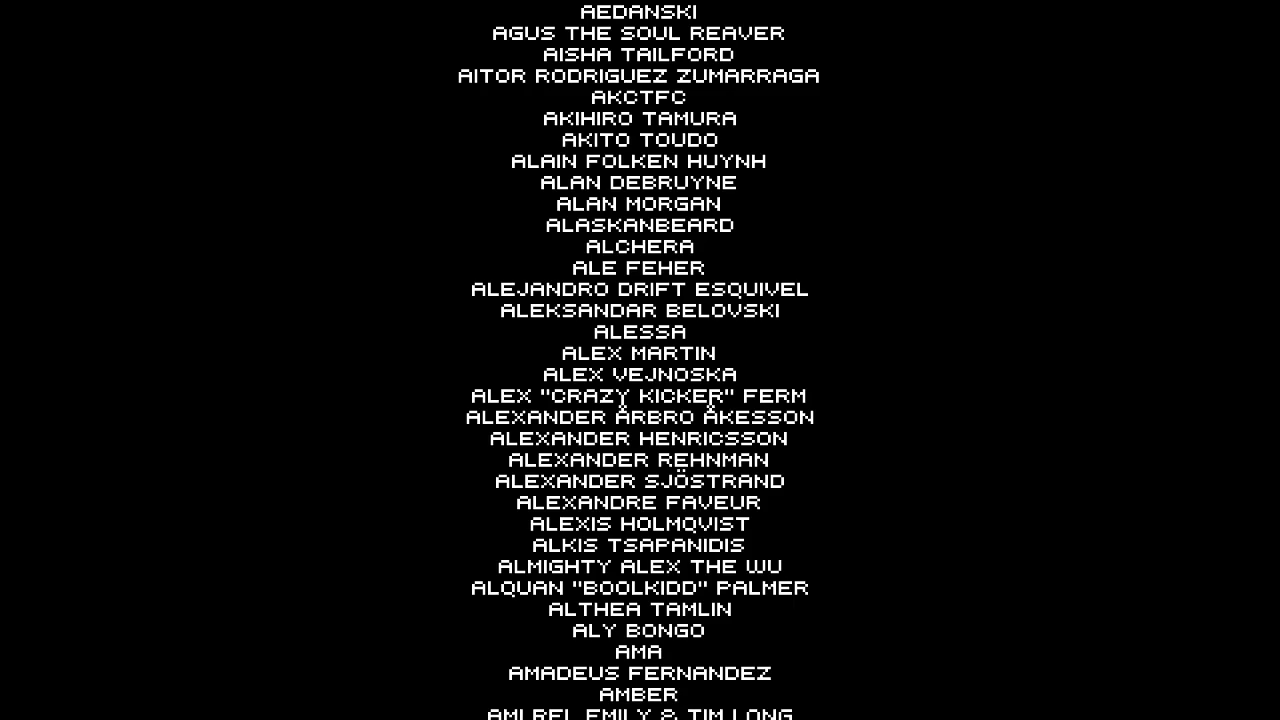 AEDANSKI
AGUS THE SOUL REAVER
AISHA TAILFORD
AITOR RODRIGUEZ ZUMARRAGA
AKCTFC
AKIHIRO TAMURA
AKITO TOUDO
ALAIN FOLKEN HUYNH
ALAN DEBRUYNE
ALAN MORGAN
ALASKANBEARD
ALCHERA
ALE FEHER
ALEJANDRO DRIFT ESQUIVEL
ALEKSANDAR BELOVSKI
ALESSA
ALEX MARTIN
ALEX VEJNOSKA
ALEX "CRAZY KICKER" FERM
ALEXANDER ÅRBRO ÅKESSON
ALEXANDER HENRICSSON
ALEXANDER REHNMAN
ALEXANDER SJÖSTRAND
ALEXANDRE FAVEUR
ALEXIS HOLMQVIST
ALKIS TSAPANIDIS
ALMIGHTY ALEX THE WU
ALQUAN "BOOLKIDD" PALMER
ALTHEA TAMLIN
ALY BONGO
AMA
AMADEUS FERNANDEZ
AMBER
EMILY & TIM LONG